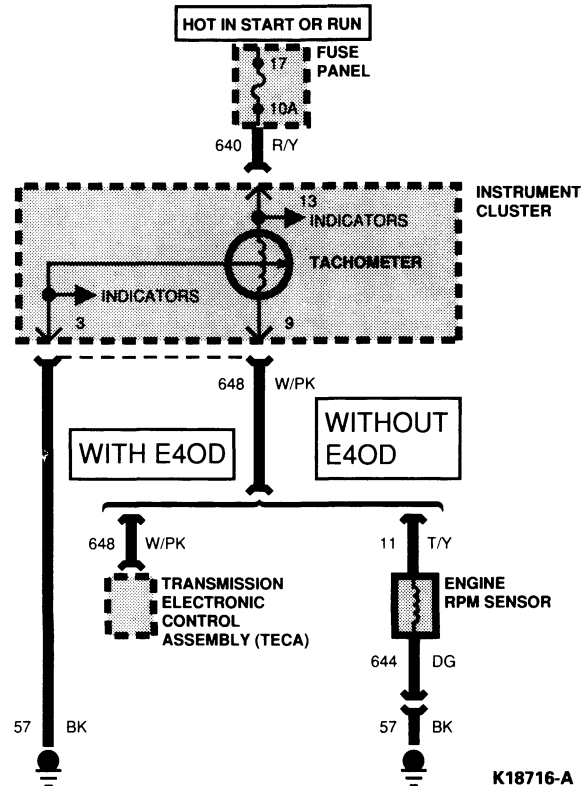 HOT IN START OR RUN
FUSE
PANEL
17
10A
640 R/Y
INSTRUMENT
CLUSTER
13
INDICATORS
TACHOMETER
INDICATORS
3
9
648 W/PK
WITH E4OD
WITHOUT
E4OD
648 W/PK
11 T/Y
TRANSMISSION
ELECTRONIC
CONTROL
ASSEMBLY (TECA)
ENGINE
RPM SENSOR
644 DG
57 BK
57 BK
K18716-A